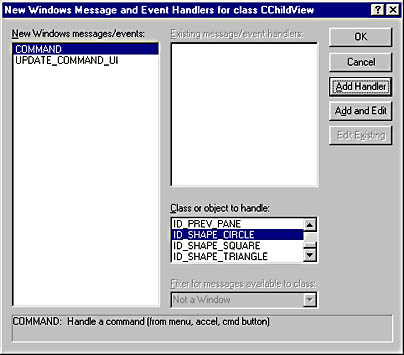 New Windows Message and Event Handlers for class CChildView
New Windows messages/events:
COMMAND
UPDATE_COMMAND_UI
Existing message/event handlers:
Class or object to handle:
ID_PREV_PANE
ID_SHAPE_CIRCLE
ID_SHAPE_SQUARE
ID_SHAPE_TRIANGLE
Filter for messages available to class:
Not a Window
OK
Cancel
Add Handler
Add and Edit
Edit Existing
COMMAND: Handle a command (from menu, accel, cmd button)